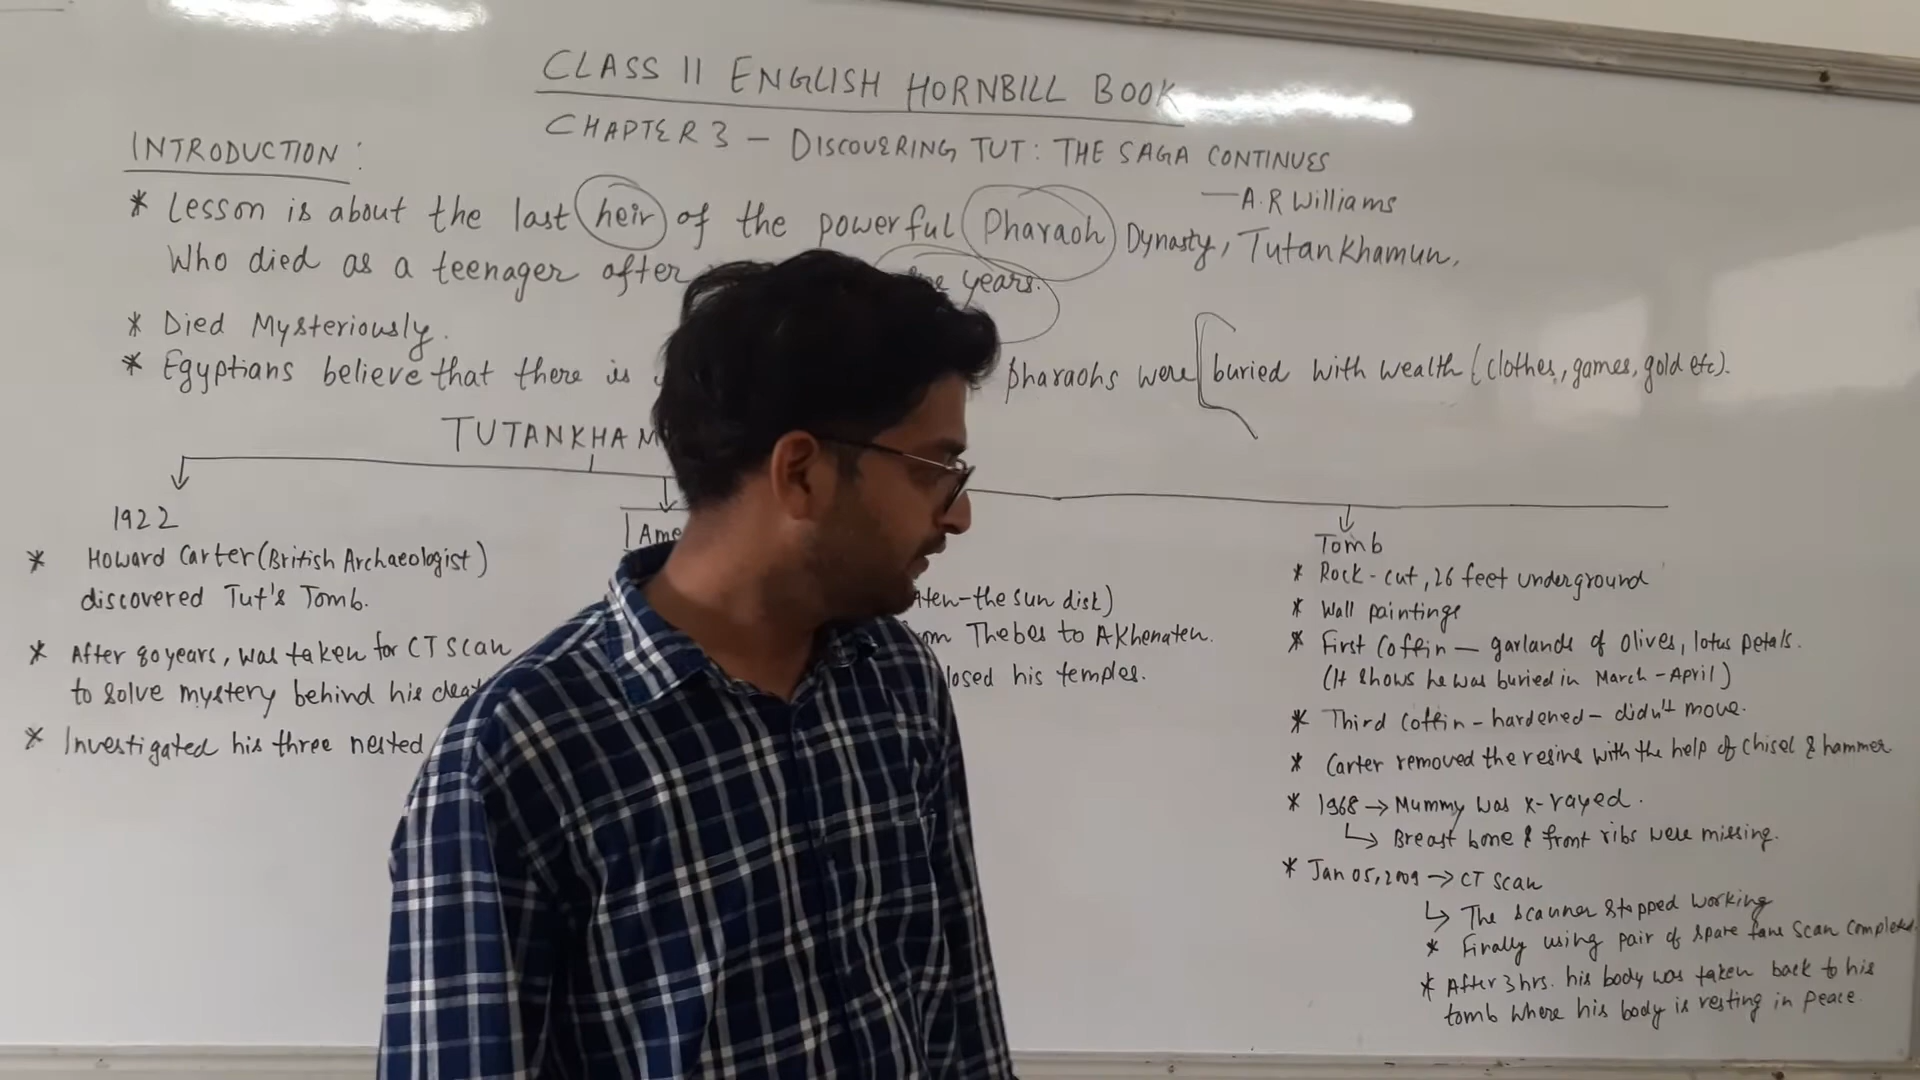 CLASS 11 ENGLISH HORNBILL BOOK
CHAPTER 3 – DISCOVERING TUT: THE SAGA CONTINUES
— A.R Williams
INTRODUCTION:
* Lesson is about the last heir of the powerful Pharaoh Dynasty, Tutankhamun,
Who died as a teenager after years.
* Died Mysteriously.
* Egyptians believe that there is pharaohs were buried with wealth (clothes, games, gold etc).
TUTANKHAM
1922
* Howard Carter (British Archaeologist)
discovered Tut's Tomb.
* After 80 years, was taken for CT Scan
to solve mystery behind his deat
* Investigated his three nested
Ame
Aten-the sun disk)
om Thebes to Akhenaten.
losed his temples.
Tomb
* Rock-cut, 26 feet underground
* Wall paintings
* First Coffin — garlands of olives, lotus petals.
(It shows he was buried in March-April)
* Third Coffin - hardened - didn't move.
* Carter removed the resins with the help of chisel & hammer
* 1968 → Mummy was x-rayed.
↳ Breast bone & front ribs were missing.
* Jan 05, → CT Scan
↳ The scanner stopped working
* Finally using pair of spare fans scan completed.
* After 3 hrs. his body was taken back to his
tomb where his body is resting in peace.